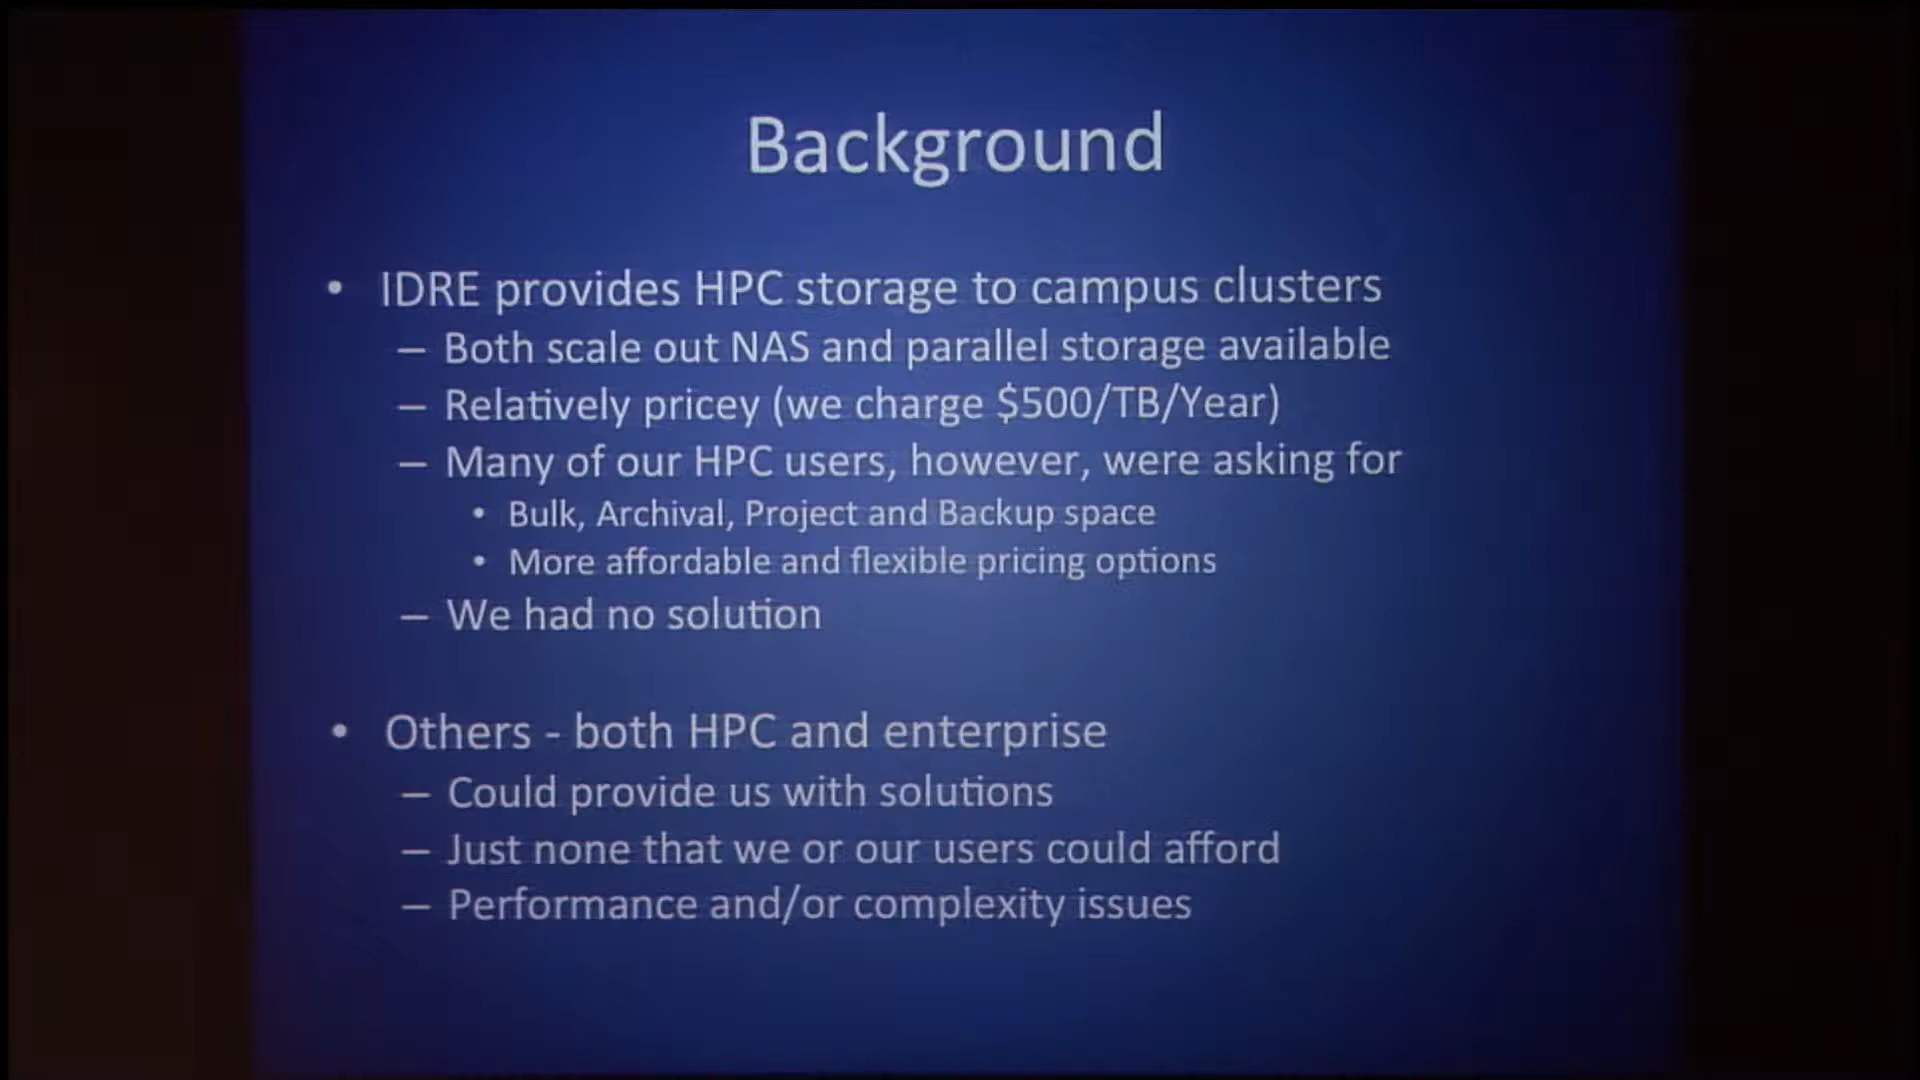 Background
• IDRE provides HPC storage to campus clusters
– Both scale out NAS and parallel storage available
– Relatively pricey (we charge $500/TB/Year)
– Many of our HPC users, however, were asking for
• Bulk, Archival, Project and Backup space
• More affordable and flexible pricing options
– We had no solution
• Others - both HPC and enterprise
– Could provide us with solutions
– Just none that we or our users could afford
– Performance and/or complexity issues